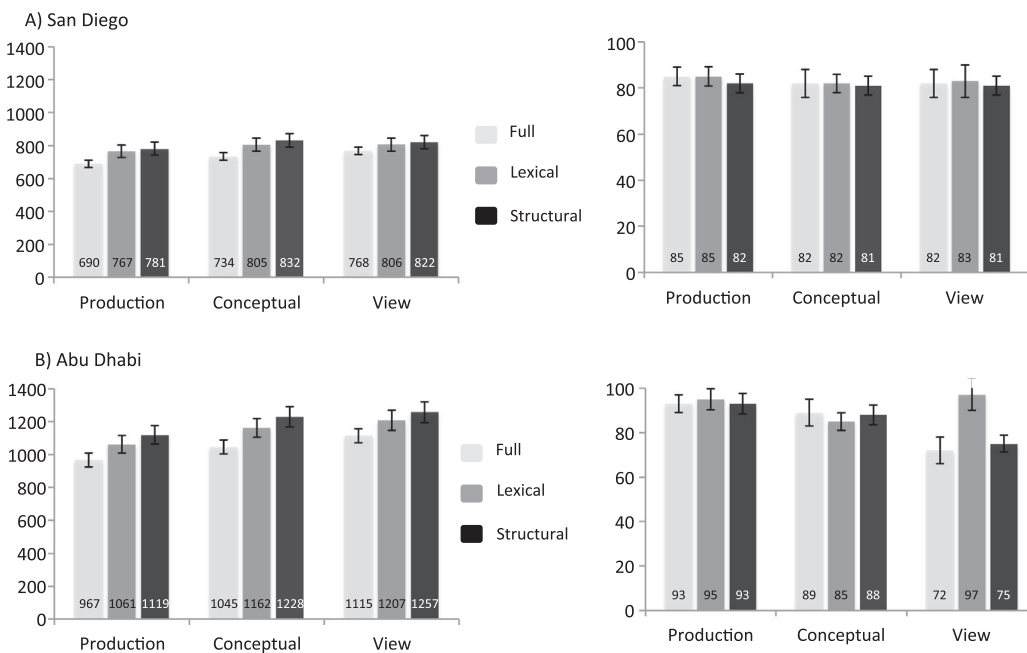 A) San Diego
1400
1200
1000
800
600
400
200
0
690 767 781 734 805 832 768 806 822
Production Conceptual View
Full
Lexical
Structural
100
80
60
40
20
0
85 85 82 82 82 81 82 83 81
Production Conceptual View
B) Abu Dhabi
1400
1200
1000
800
600
400
200
0
967 1061 1119 1045 1162 1228 1115 1207 1257
Production Conceptual View
Full
Lexical
Structural
100
80
60
40
20
0
93 95 93 89 85 88 72 97 75
Production Conceptual View